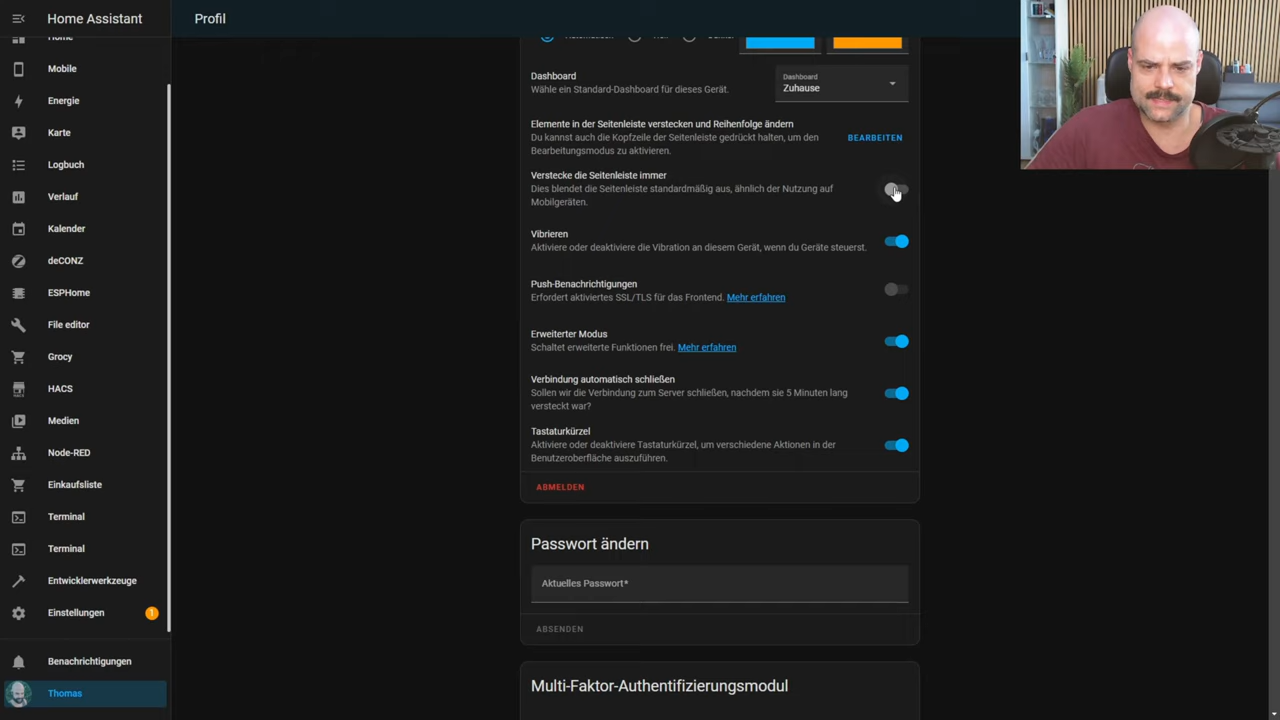 Home Assistant
Profil
Home
Mobile
Energie
Karte
Logbuch
Verlauf
Kalender
deCONZ
ESPHome
File editor
Grocy
HACS
Medien
Node-RED
Einkaufsliste
Terminal
Terminal
Entwicklerwerkzeuge
Einstellungen
1
Benachrichtigungen
Thomas
Dashboard
Wähle ein Standard-Dashboard für dieses Gerät.
Dashboard
Zuhause
Elemente in der Seitenleiste verstecken und Reihenfolge ändern
Du kannst auch die Kopfzeile der Seitenleiste gedrückt halten, um den
Bearbeitungsmodus zu aktivieren.
BEARBEITEN
Verstecke die Seitenleiste immer
Dies blendet die Seitenleiste standardmäßig aus, ähnlich der Nutzung auf
Mobilgeräten.
Vibrieren
Aktiviere oder deaktiviere die Vibration an diesem Gerät, wenn du Geräte steuerst.
Push-Benachrichtigungen
Erfordert aktiviertes SSL/TLS für das Frontend. Mehr erfahren
Erweiterter Modus
Schaltet erweiterte Funktionen frei. Mehr erfahren
Verbindung automatisch schließen
Sollen wir die Verbindung zum Server schließen, nachdem sie 5 Minuten lang
versteckt war?
Tastaturkürzel
Aktiviere oder deaktiviere Tastaturkürzel, um verschiedene Aktionen in der
Benutzeroberfläche auszuführen.
ABMELDEN
Passwort ändern
Aktuelles Passwort*
ABSENDEN
Multi-Faktor-Authentifizierungsmodul